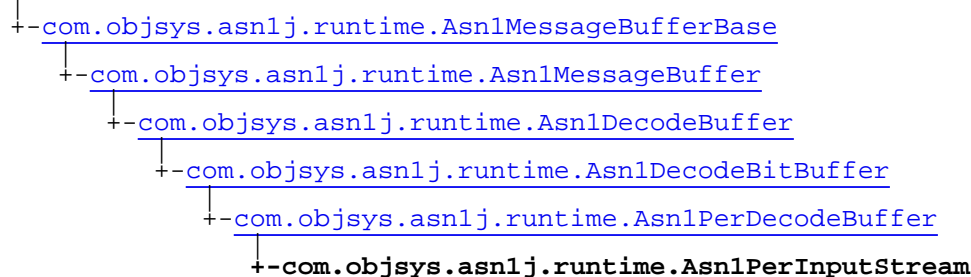 +-com.objsys.asn1j.runtime.Asn1MessageBufferBase
+-com.objsys.asn1j.runtime.Asn1MessageBuffer
+-com.objsys.asn1j.runtime.Asn1DecodeBuffer
+-com.objsys.asn1j.runtime.Asn1DecodeBitBuffer
+-com.objsys.asn1j.runtime.Asn1PerDecodeBuffer
+-com.objsys.asn1j.runtime.Asn1PerInputStream